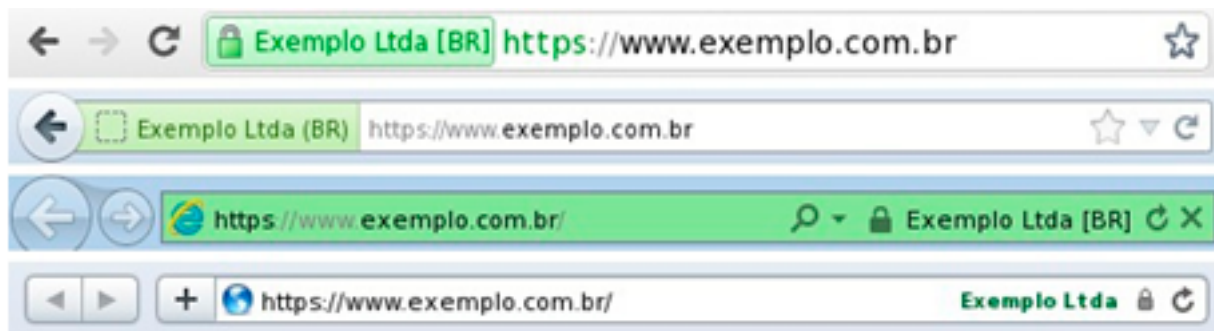 Exemplo Ltda [BR] https://www.exemplo.com.br
Exemplo Ltda (BR) https://www.exemplo.com.br
https://www.exemplo.com.br/ Exemplo Ltda [BR]
https://www.exemplo.com.br/ Exemplo Ltda